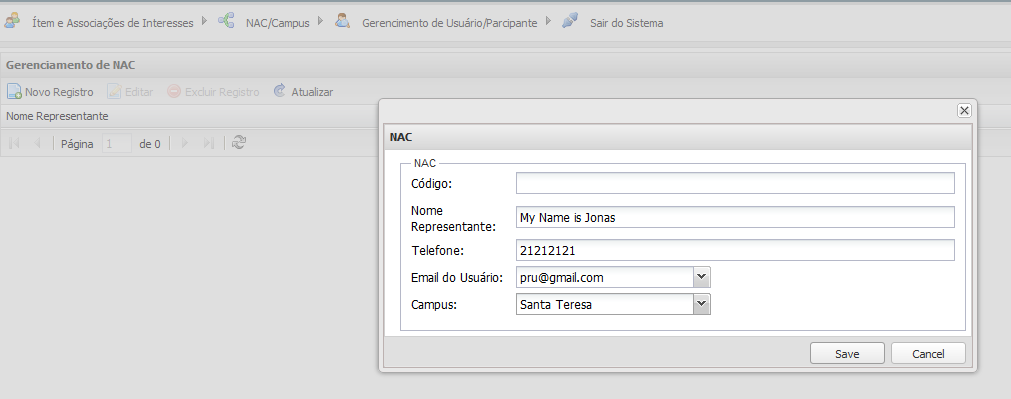 Ítem e Associações de Interesses NAC/Campus Gerencimento de Usuário/Parcipante Sair do Sistema
Gerenciamento de NAC
Novo Registro Editar Excluir Registro Atualizar
Nome Representante
Página 1 de 0
NAC
NAC
Código:
Nome
Representante: My Name is Jonas
Telefone: 21212121
Email do Usuário: pru@gmail.com
Campus: Santa Teresa
Save Cancel